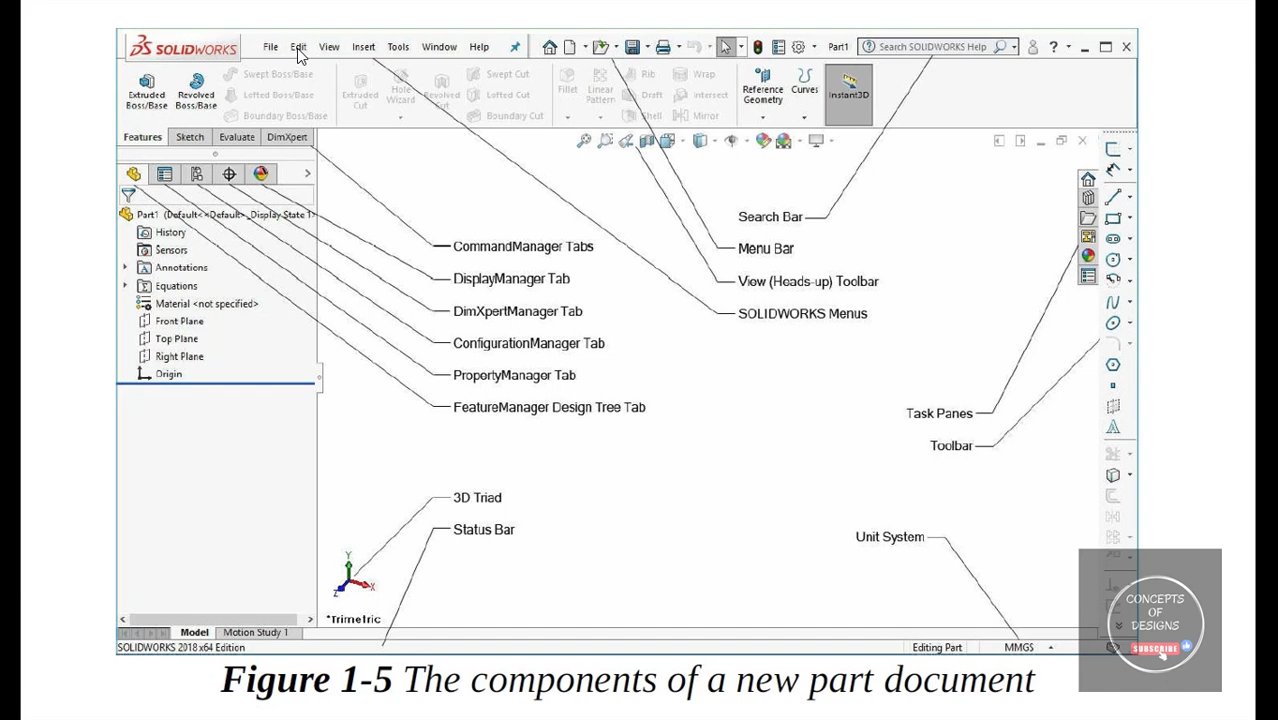 SOLIDWORKS File Edit View Insert Tools Window Help Part1 Search SOLIDWORKS Help ?
Extruded Boss/Base
Revolved Boss/Base
Swept Boss/Base
Lofted Boss/Base
Boundary Boss/Base
Extruded Cut
Hole Wizard
Revolved Cut
Swept Cut
Lofted Cut
Boundary Cut
Fillet
Linear Pattern
Rib
Draft
Shell
Wrap
Intersect
Mirror
Reference Geometry
Curves
Instant3D
Features Sketch Evaluate DimXpert
Part1 (Default<<Default>_Display State 1>
History
Sensors
Annotations
Equations
Material <not specified>
Front Plane
Top Plane
Right Plane
Origin
CommandManager Tabs
DisplayManager Tab
DimXpertManager Tab
ConfigurationManager Tab
PropertyManager Tab
FeatureManager Design Tree Tab
Search Bar
Menu Bar
View (Heads-up) Toolbar
SOLIDWORKS Menus
Task Panes
Toolbar
3D Triad
Status Bar
Unit System
Y
X
Z
*Trimetric
Model Motion Study 1
SOLIDWORKS 2018 x64 Edition Editing Part MMGS
CONCEPTS
OF
DESIGNS
SUBSCRIBE
Figure 1-5 The components of a new part document